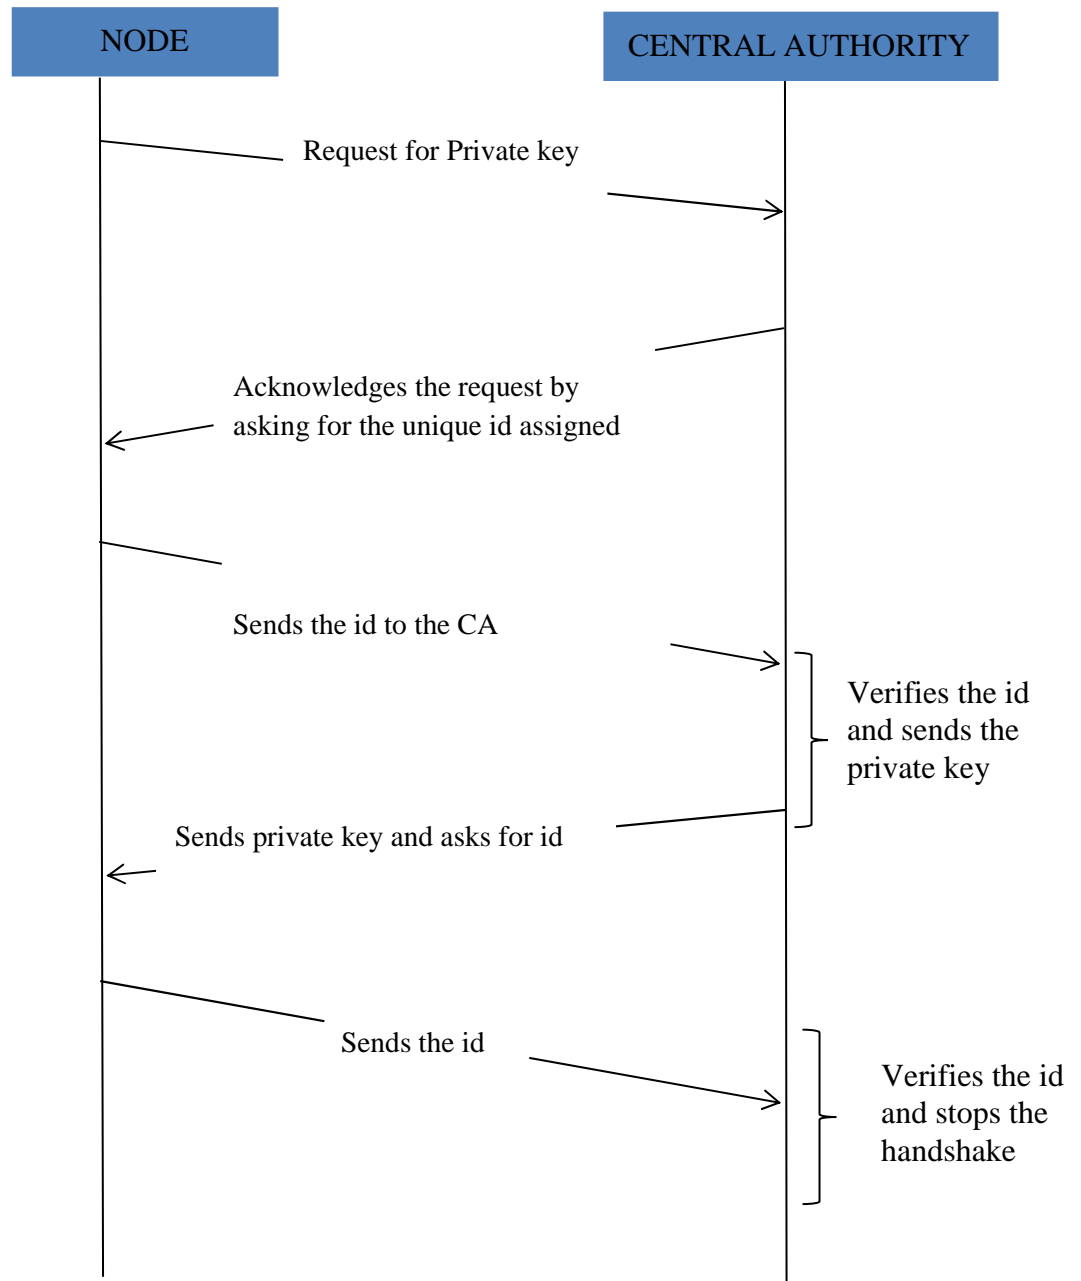 NODE
CENTRAL AUTHORITY
Request for Private key
Acknowledges the request by
asking for the unique id assigned
Sends the id to the CA
Verifies the id
and sends the
private key
Sends private key and asks for id
Sends the id
Verifies the id
and stops the
handshake